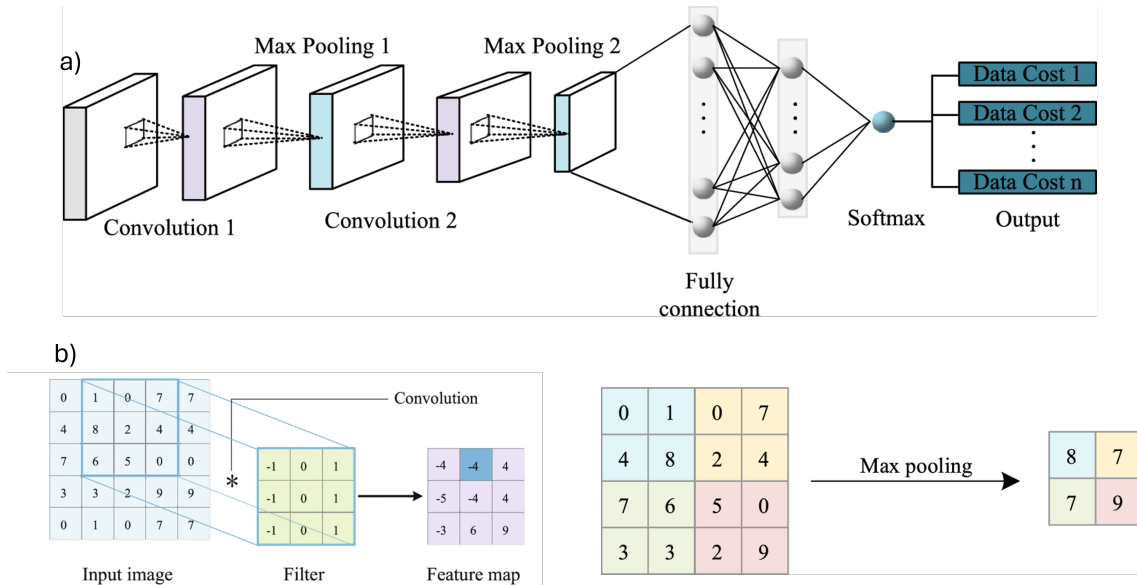 a)
Max Pooling 1
Max Pooling 2
Convolution 1
Convolution 2
Fully
connection
Softmax
Data Cost 1
Data Cost 2
Data Cost n
Output
b)
0 1 0 7 7
4 8 2 4 4
7 6 5 0 0
3 3 2 9 9
0 1 0 7 7
Input image
Convolution
*
-1 0 1
-1 0 1
-1 0 1
Filter
-4 -4 4
-5 -4 4
-3 6 9
Feature map
0 1 0 7
4 8 2 4
7 6 5 0
3 3 2 9
Max pooling
8 7
7 9